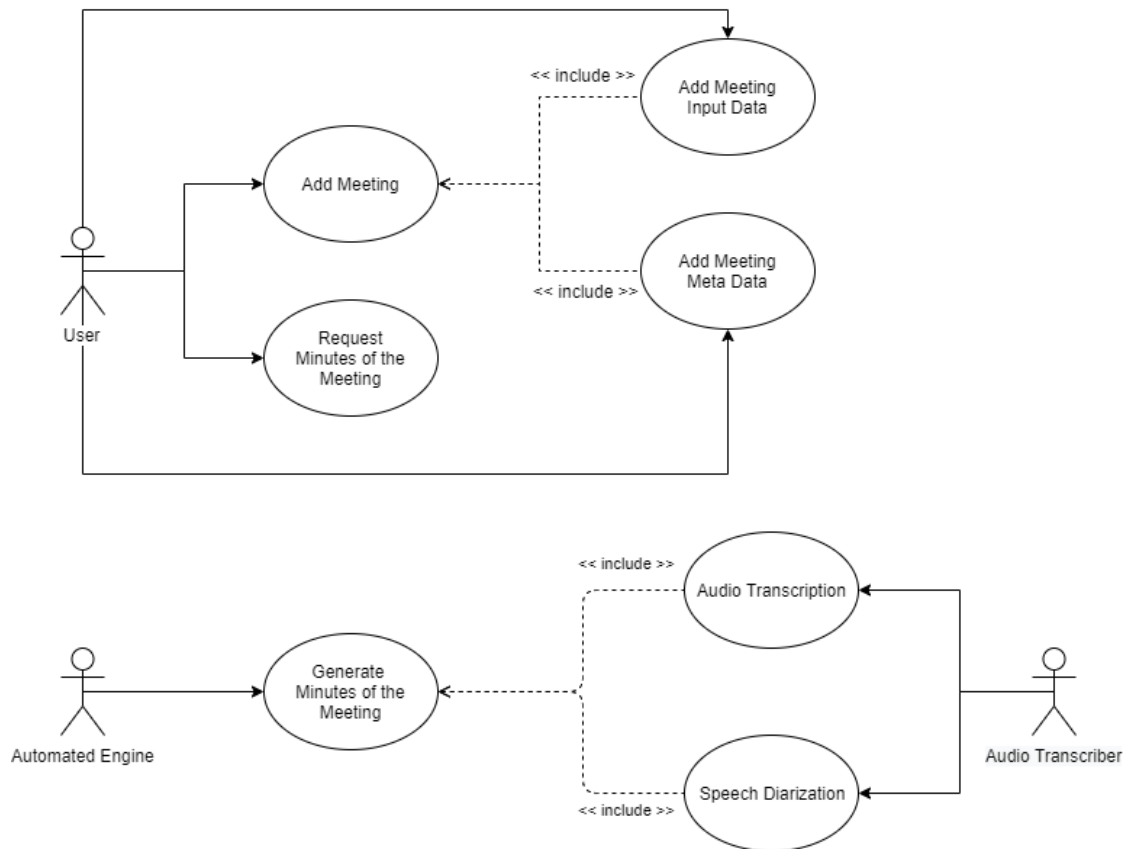 << include >>
Add Meeting
Input Data
Add Meeting
Add Meeting
Meta Data
<< include >>
User
Request
Minutes of the
Meeting
<< include >>
Audio Transcription
Generate
Minutes of the
Meeting
Automated Engine
Audio Transcriber
Speech Diarization
<< include >>